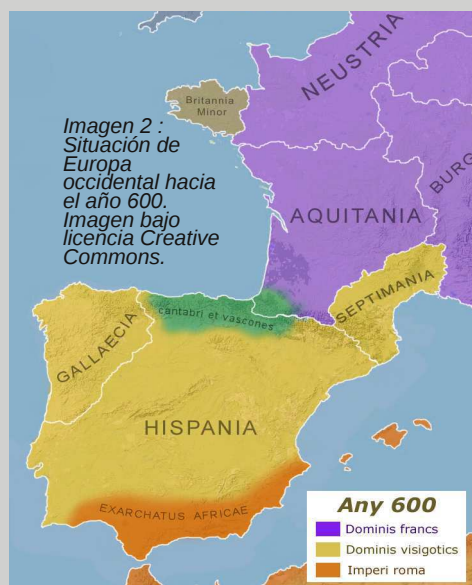 NEUSTRIA
Britannia
Minor
Imagen 2 :
Situación de
Europa
occidental hacia
el año 600.
Imagen bajo
licencia Creative
Commons.
BURG
AQUITANIA
SEPTIMANIA
cantabri et vascones
GALLAECIA
HISPANIA
EXARCHATUS AFRICAE
Any 600
Dominis francs
Dominis visigotics
Imperi roma